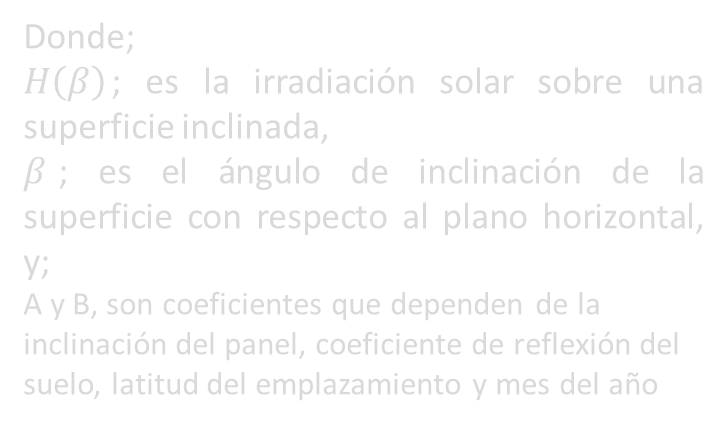 Donde;
H(β); es la irradiación solar sobre una
superficie inclinada,
β ; es el ángulo de inclinación de la
superficie con respecto al plano horizontal,
y;
A y B, son coeficientes que dependen de la
inclinación del panel, coeficiente de reflexión del
suelo, latitud del emplazamiento y mes del año